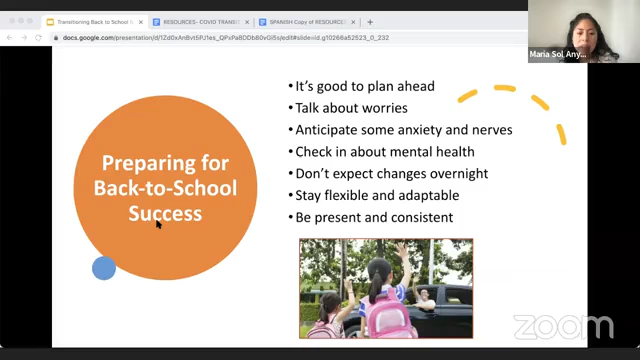 Transitioning Back to School
RESOURCES- COVID TRANSIT
SPANISH Copy of RESOURCE
docs.google.com/presentation/d/1Zd0xAnBvt5PJ1es_QPxPa8DDb80vGl5s/edit#slide=id.g10266a52523_0_232
Maria Sol, Any...
• It's good to plan ahead
• Talk about worries
• Anticipate some anxiety and nerves
• Check in about mental health
• Don't expect changes overnight
• Stay flexible and adaptable
• Be present and consistent
Preparing for
Back-to-School
Success
zoom